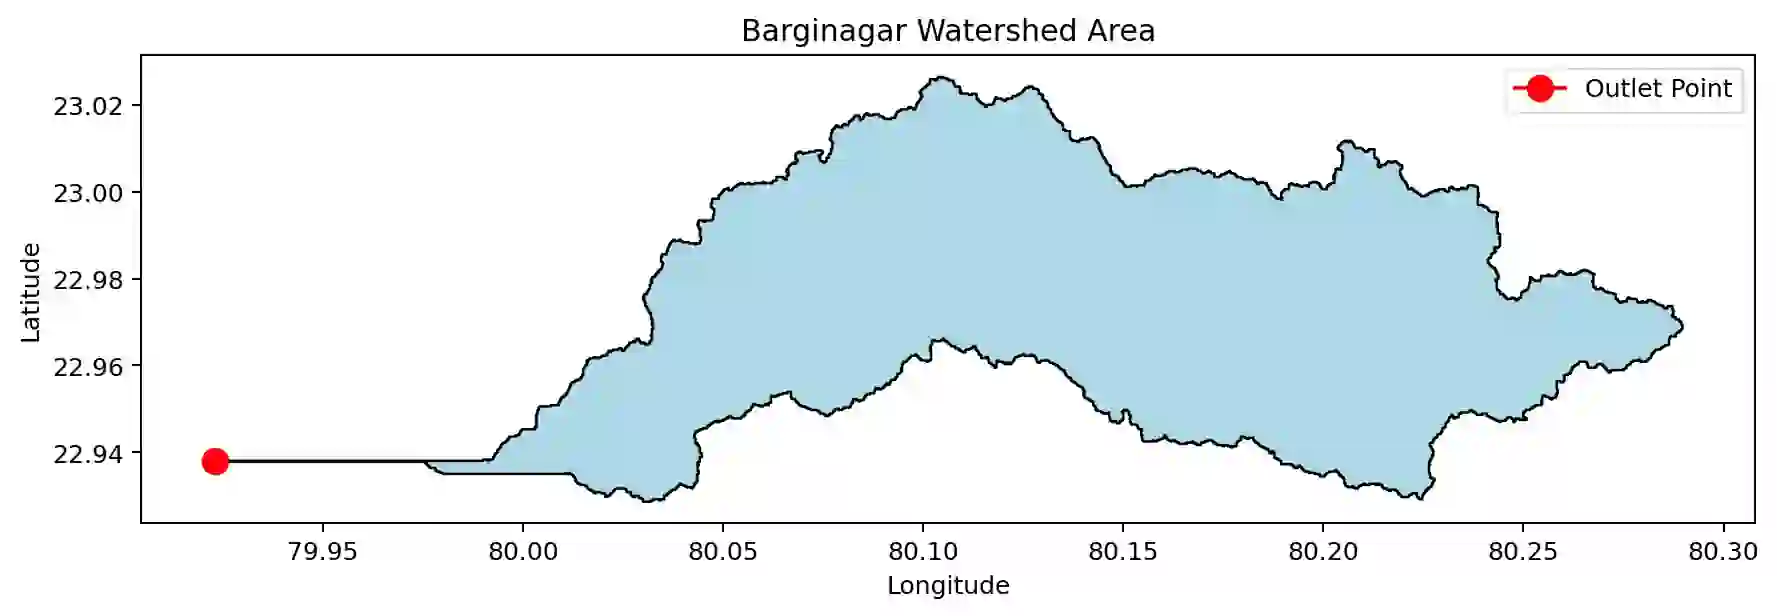 Barginagar Watershed Area
Outlet Point
23.02
23.00
22.98
22.96
22.94
Latitude
79.95 80.00 80.05 80.10 80.15 80.20 80.25 80.30
Longitude